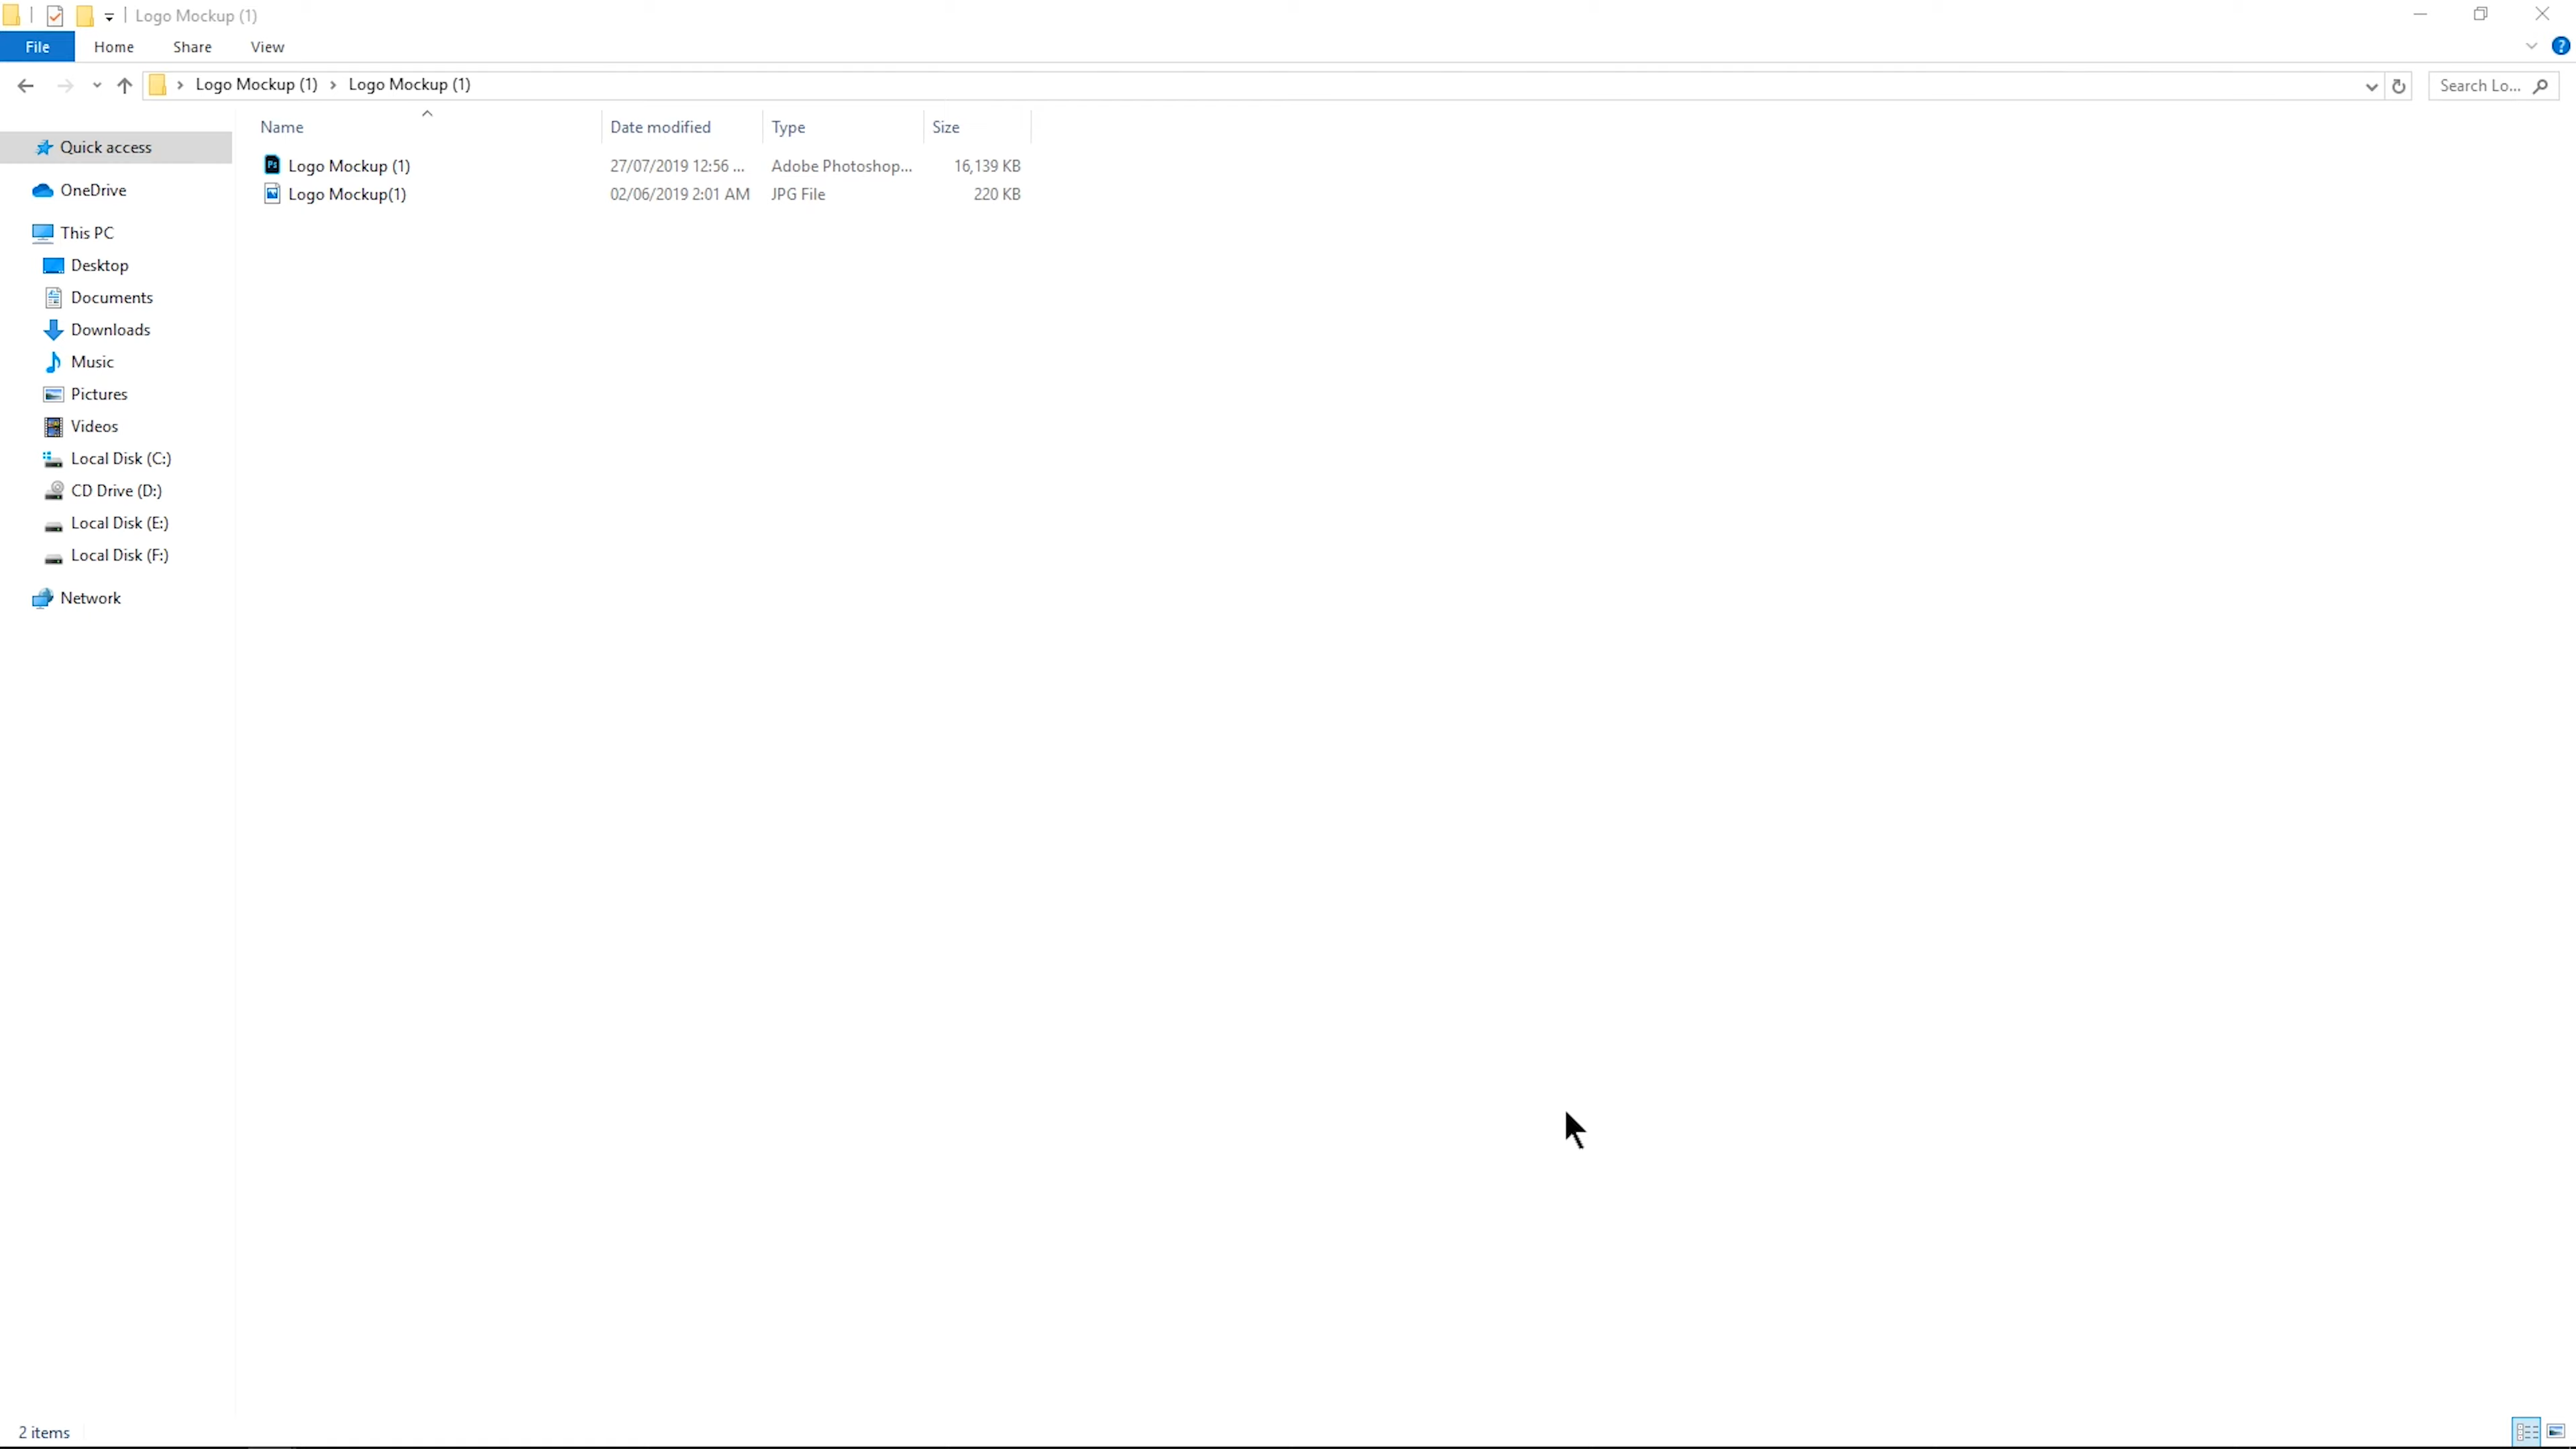 Logo Mockup (1)
File Home Share View
Logo Mockup (1) Logo Mockup (1)
Search Lo...
Name Date modified Type Size
Logo Mockup (1) 27/07/2019 12:56 ... Adobe Photoshop... 16,139 KB
Logo Mockup(1) 02/06/2019 2:01 AM JPG File 220 KB
Quick access
OneDrive
This PC
Desktop
Documents
Downloads
Music
Pictures
Videos
Local Disk (C:)
CD Drive (D:)
Local Disk (E:)
Local Disk (F:)
Network
2 items